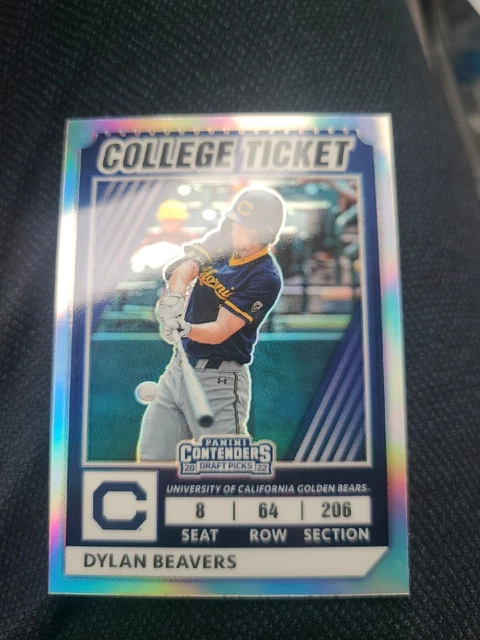 COLLEGE TICKET
PANINI
CONTENDERS
20 DRAFT PICKS 22
UNIVERSITY OF CALIFORNIA GOLDEN BEARS
8 | 64 | 206
SEAT ROW SECTION
C
DYLAN BEAVERS